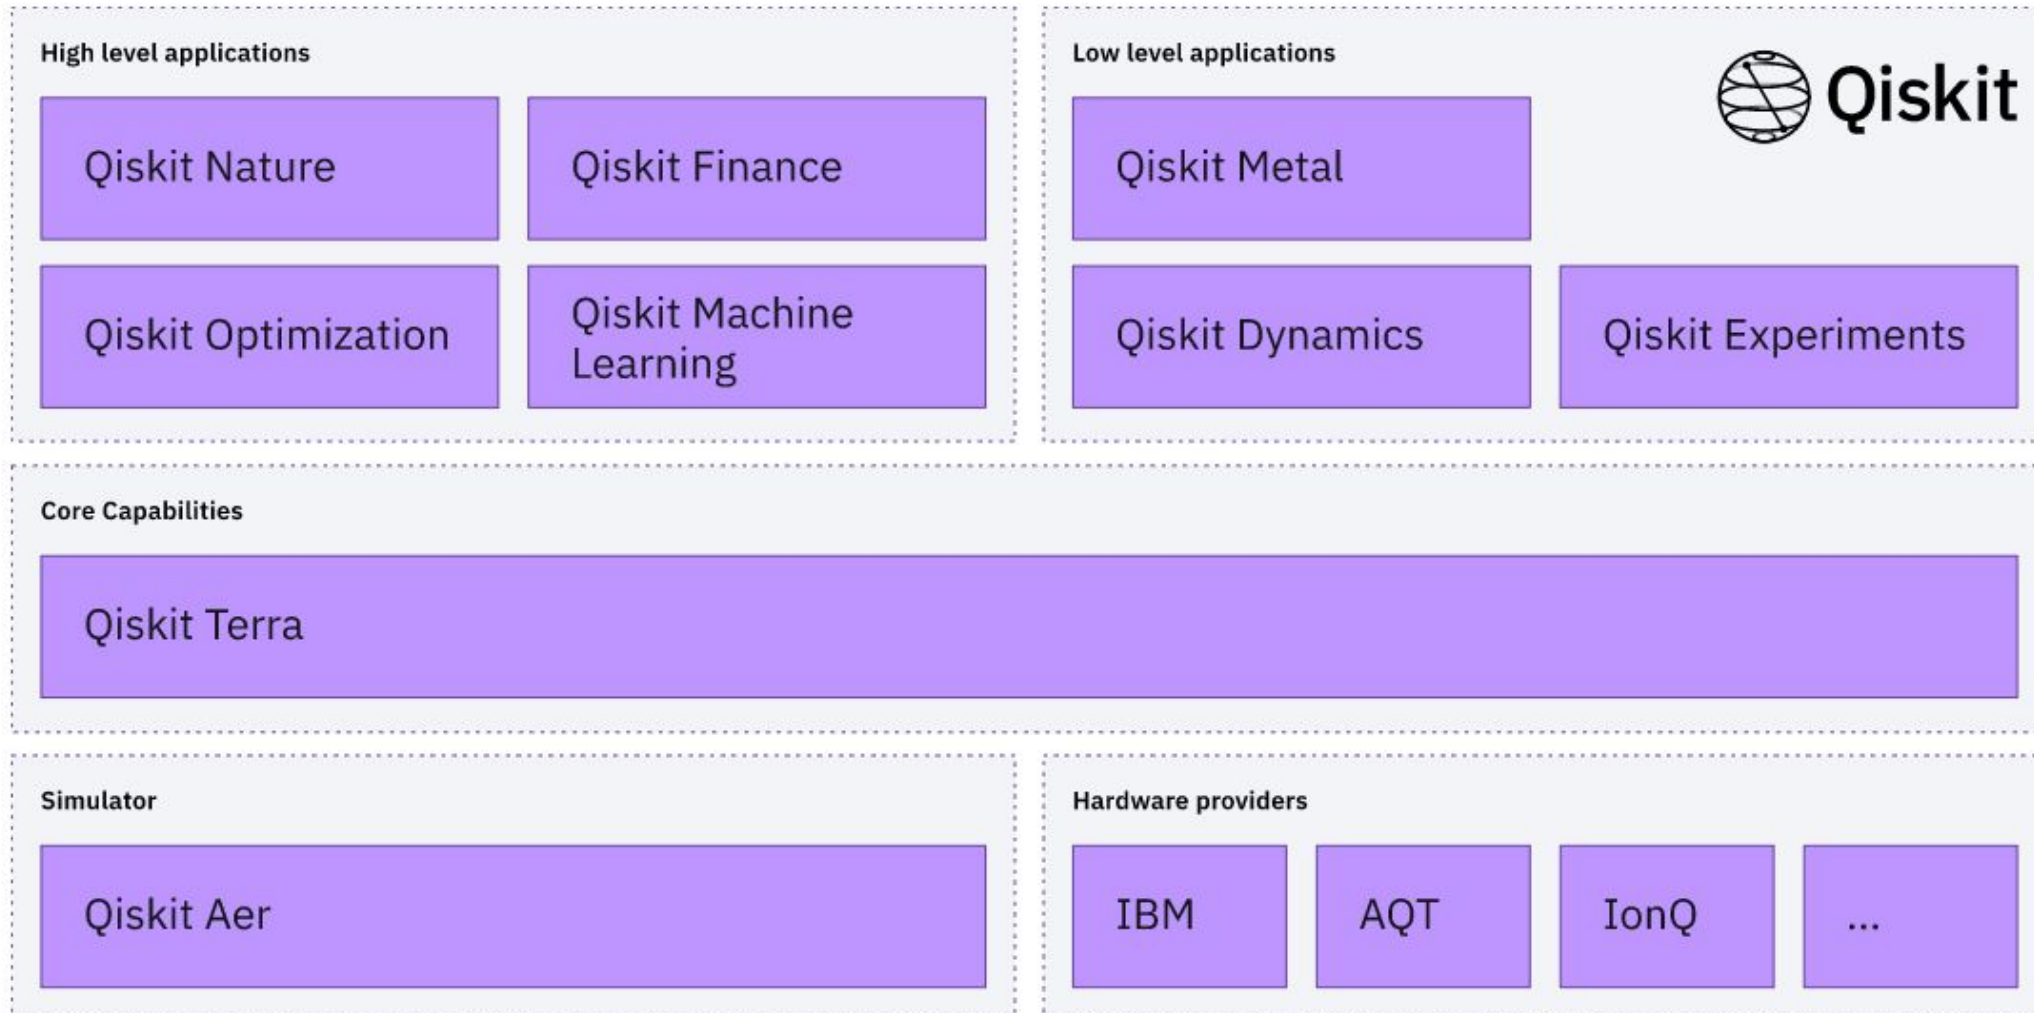 High level applications
Qiskit Nature
Qiskit Finance
Qiskit Optimization
Qiskit Machine
Learning
Low level applications
Qiskit
Qiskit Metal
Qiskit Dynamics
Qiskit Experiments
Core Capabilities
Qiskit Terra
Simulator
Qiskit Aer
Hardware providers
IBM
AQT
IonQ
...